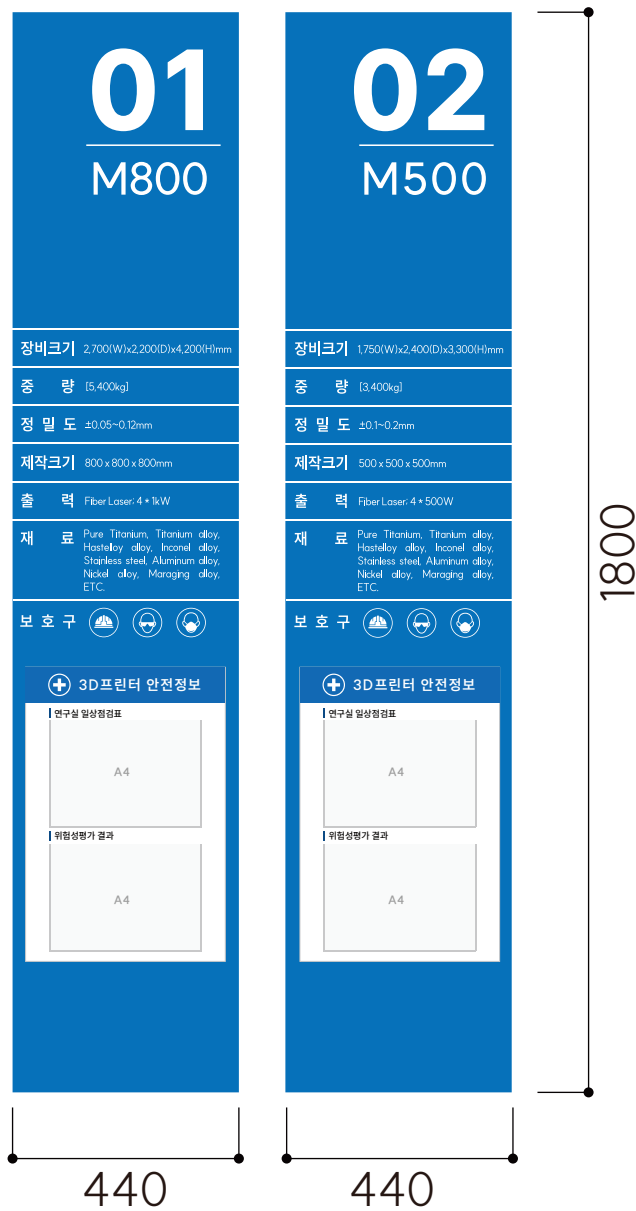 01
M800
장비크기 2,700(W)x2,200(D)x4,200(H)mm
중 량 [5,400kg]
정 밀 도 ±0.05~0.12mm
제작크기 800 x 800 x 800mm
출 력 Fiber Laser: 4 * 1kW
재 료 Pure Titanium, Titanium alloy,
Hastelloy alloy, Inconel alloy,
Stainless steel, Aluminum alloy,
Nickel alloy, Maraging alloy,
ETC.
보 호 구
3D프린터 안전정보
연구실 일상점검표
A4
위험성평가 결과
A4
440
02
M500
장비크기 1,750(W)x2,400(D)x3,300(H)mm
중 량 [3,400kg]
정 밀 도 ±0.1~0.2mm
제작크기 500 x 500 x 500mm
출 력 Fiber Laser: 4 * 500W
재 료 Pure Titanium, Titanium alloy,
Hastelloy alloy, Inconel alloy,
Stainless steel, Aluminum alloy,
Nickel alloy, Maraging alloy,
ETC.
보 호 구
3D프린터 안전정보
연구실 일상점검표
A4
위험성평가 결과
A4
440
1800